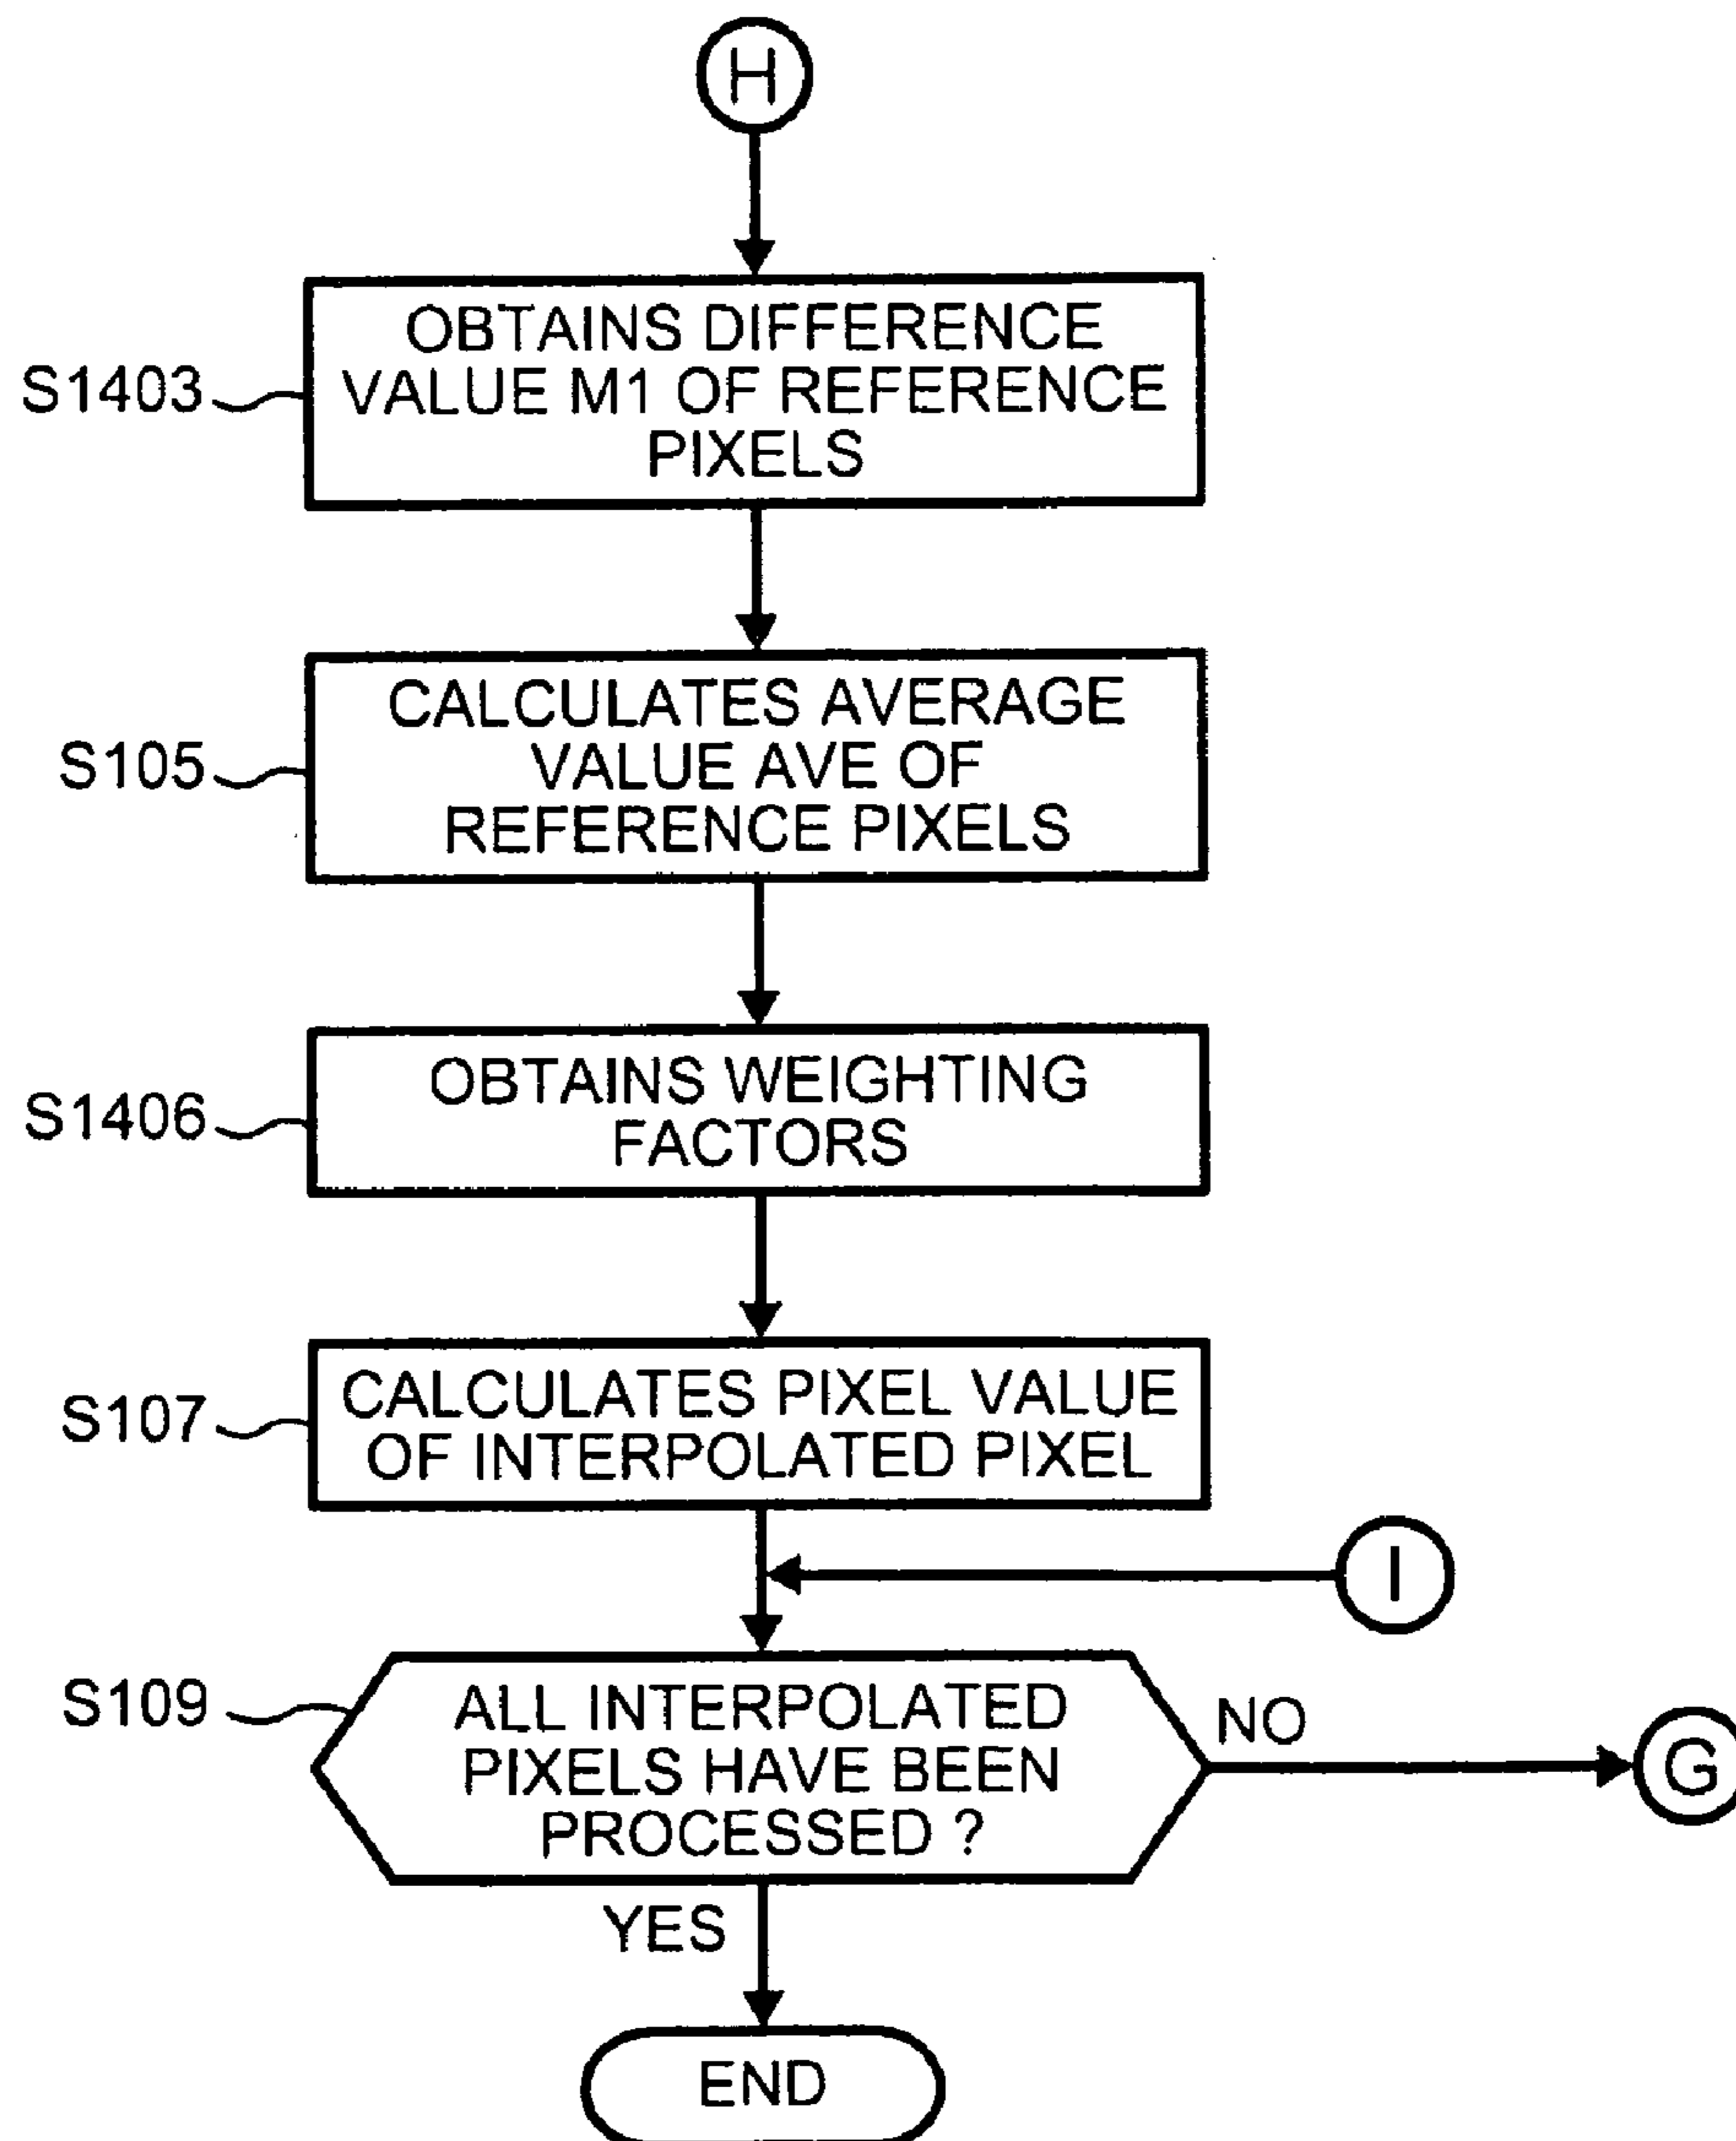 H
S1403
OBTAINS DIFFERENCE
VALUE M1 OF REFERENCE
PIXELS
S105
CALCULATES AVERAGE
VALUE AVE OF
REFERENCE PIXELS
S1406
OBTAINS WEIGHTING
FACTORS
S107
CALCULATES PIXEL VALUE
OF INTERPOLATED PIXEL
I
S109
ALL INTERPOLATED
PIXELS HAVE BEEN
PROCESSED ?
NO
G
YES
END